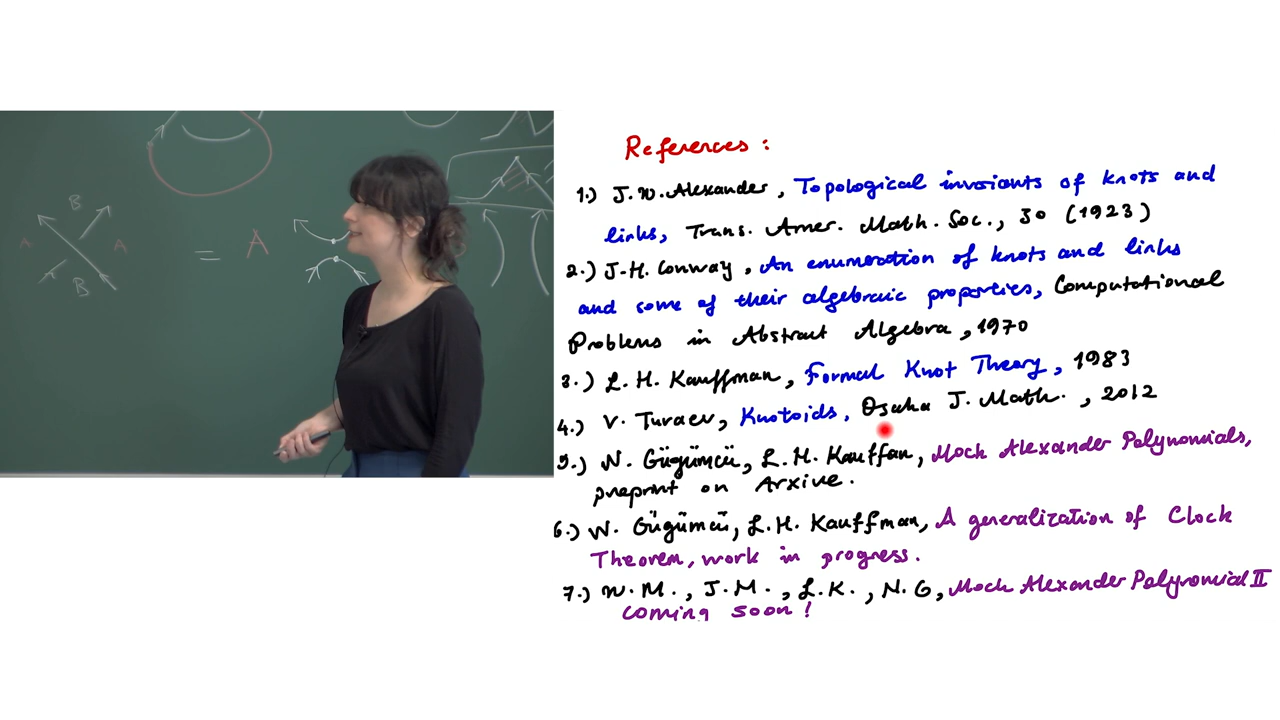 B
A
A
B
= A
References:
1.) J.W. Alexander, Topological invariants of knots and
links, Trans. Amer. Math. Soc., 30 (1923)
2.) J.H. Conway, An enumeration of knots and links
and some of their algebraic properties, Computational
Problems in Abstract Algebra, 1970
3.) L. H. Kauffman, Formal Knot Theory, 1983
4.) V. Turaev, Knotoids, Osaka J. Math., 2012
5.) N. Gügümcü, L. H. Kauffan, Mock Alexander Polynomials,
preprint on Arxive.
6.) N. Gügümcü, L.H. Kauffman, A generalization of Clock
Theorem, work in progress.
7.) W.M., J.M., L.K., N.G, Mock Alexander Polynomial II
coming soon!